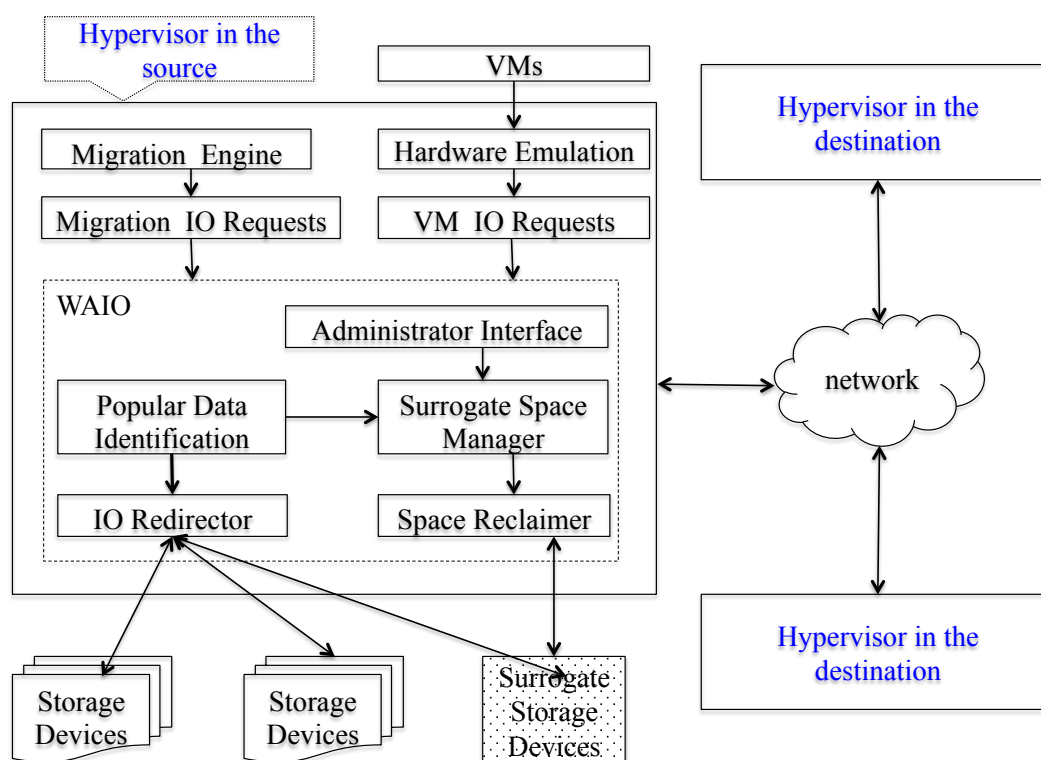 Hypervisor in the
source
VMs
Hypervisor in the
destination
Migration Engine
Hardware Emulation
Migration IO Requests
VM IO Requests
WAIO
Administrator Interface
Popular Data
Identification
Surrogate Space
Manager
network
IO Redirector
Space Reclaimer
Hypervisor in the
destination
Storage
Devices
Storage
Devices
Surrogate
Storage
Devices